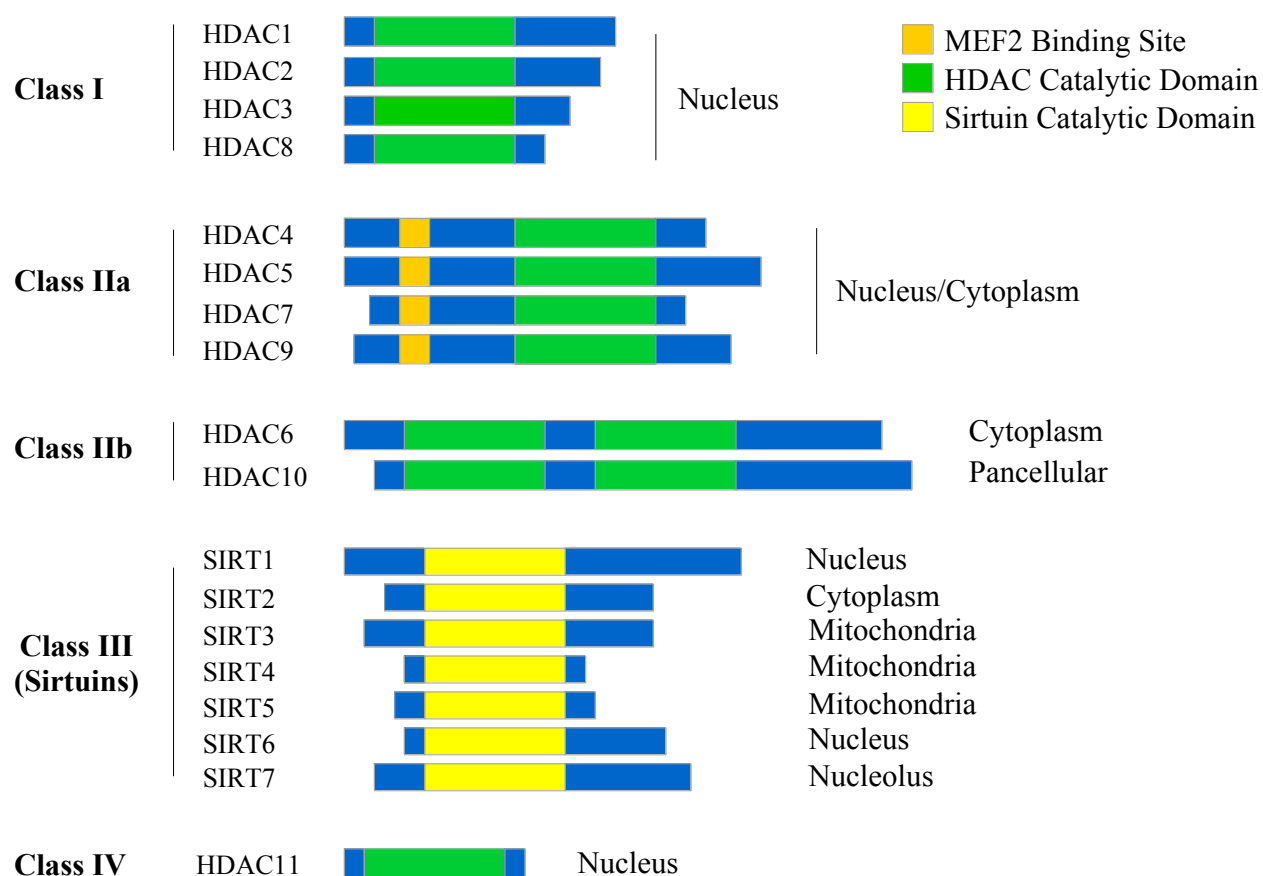 Class I
HDAC1
HDAC2
HDAC3
HDAC8
Nucleus
MEF2 Binding Site
HDAC Catalytic Domain
Sirtuin Catalytic Domain
Class IIa
HDAC4
HDAC5
HDAC7
HDAC9
Nucleus/Cytoplasm
Class IIb
HDAC6
Cytoplasm
HDAC10
Pancellular
Class III
(Sirtuins)
SIRT1
Nucleus
SIRT2
Cytoplasm
SIRT3
Mitochondria
SIRT4
Mitochondria
SIRT5
Mitochondria
SIRT6
Nucleus
SIRT7
Nucleolus
Class IV
HDAC11
Nucleus